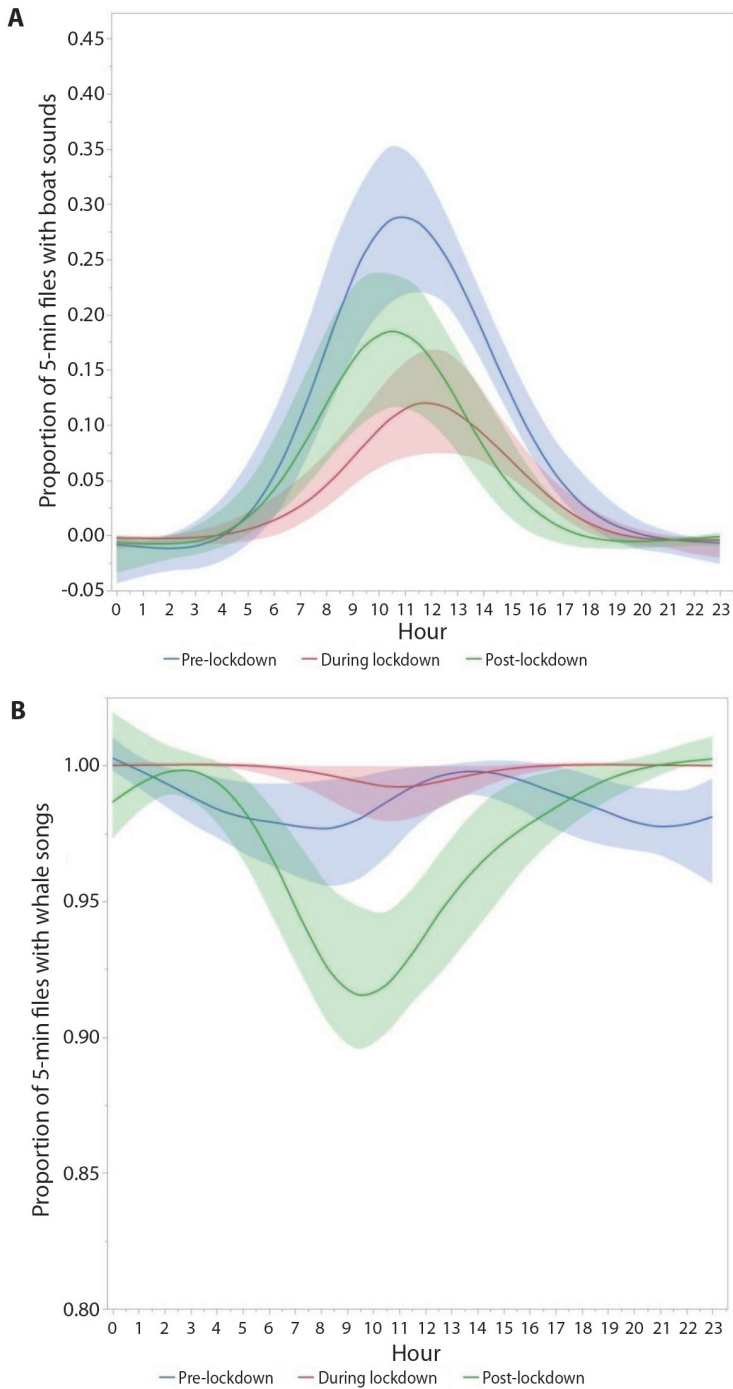 A
Proportion of 5-min files with boat sounds
0.45
0.40
0.35
0.30
0.25
0.20
0.15
0.10
0.05
0.00
-0.05
0 1 2 3 4 5 6 7 8 9 10 11 12 13 14 15 16 17 18 19 20 21 22 23
Hour
Pre-lockdown During lockdown Post-lockdown
B
Proportion of 5-min files with whale songs
1.00
0.95
0.90
0.85
0.80
0 1 2 3 4 5 6 7 8 9 10 11 12 13 14 15 16 17 18 19 20 21 22 23
Hour
Pre-lockdown During lockdown Post-lockdown